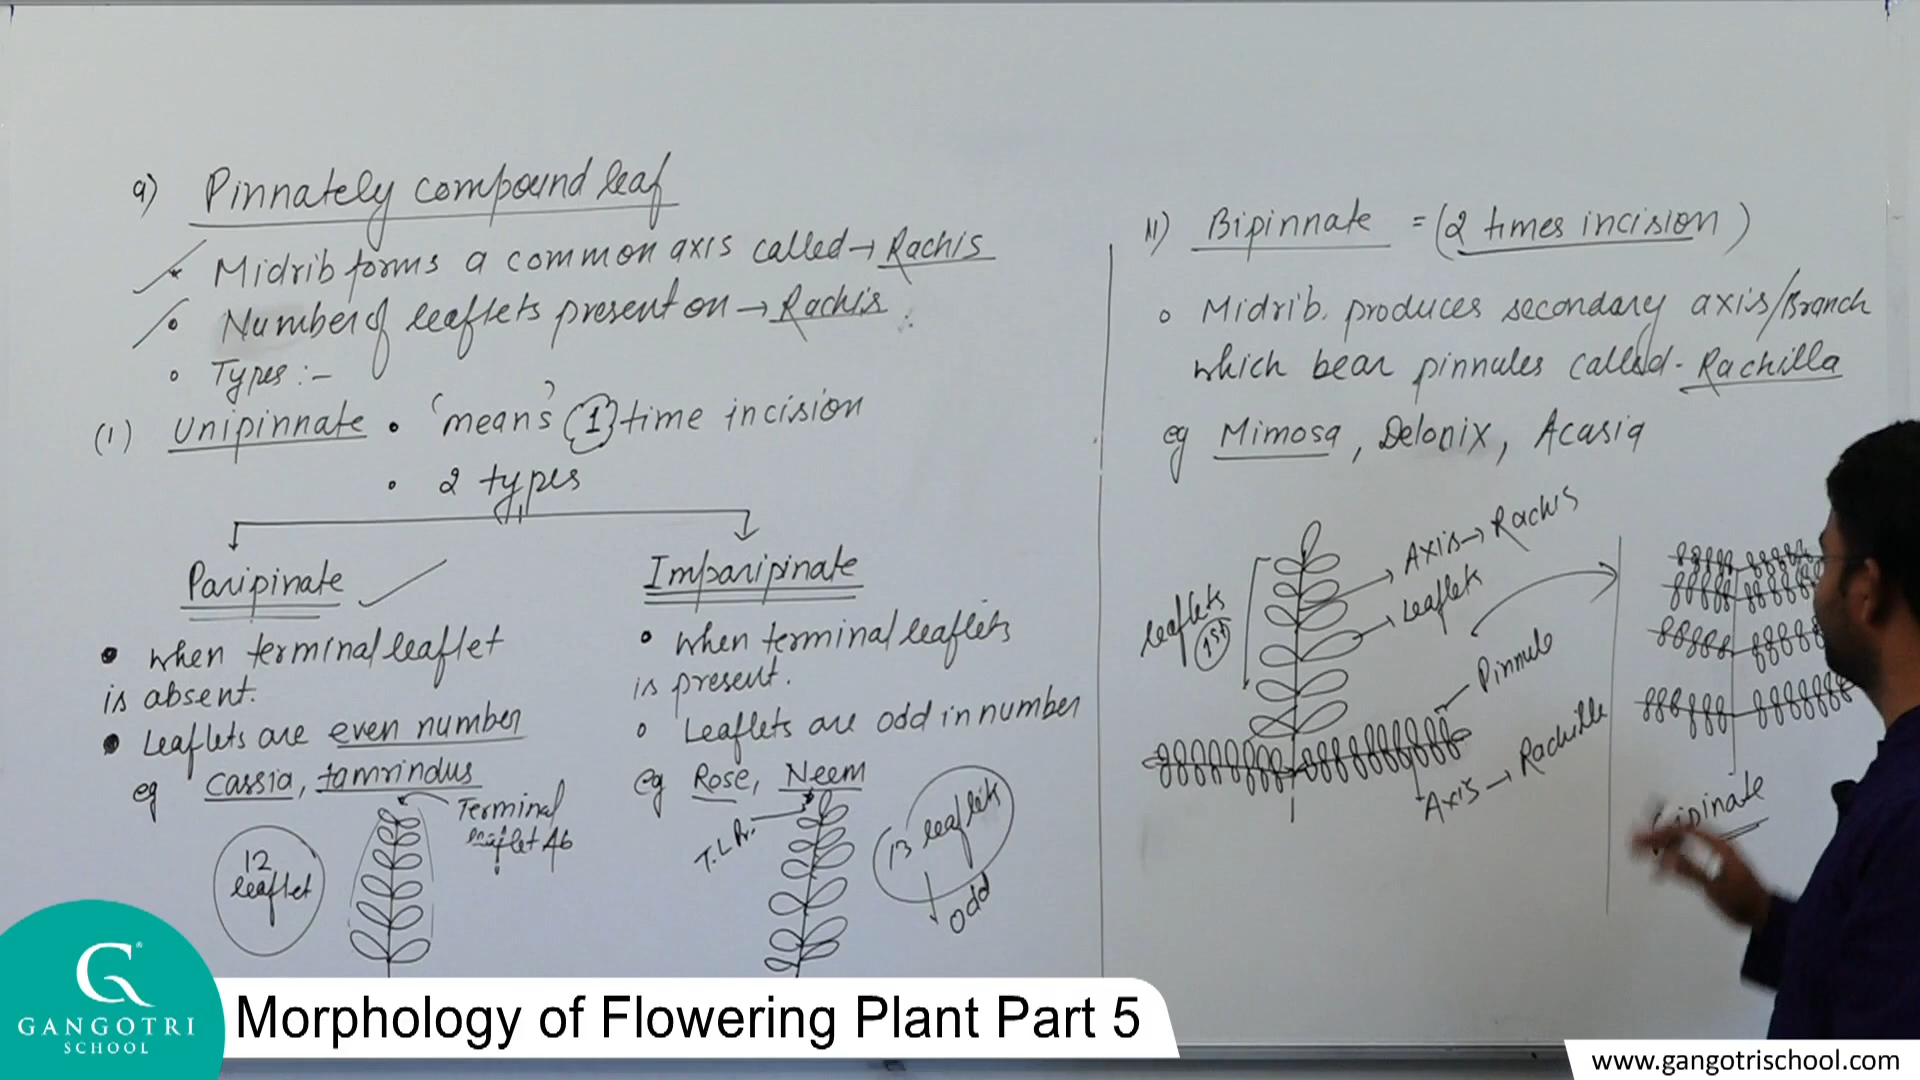 a) Pinnately compound leaf
* Midrib forms a common axis called → Rachis
Number of leaflets present on → Rachis
Types :-
(1) Unipinnate • 'means' 1 time incision
• 2 types
Paripinate
• when terminal leaflet
is absent.
• Leaflets are even number
eg cassia, tamrindus
Terminal
leaflet Ab
12
leaflet
Imparipinate
• when terminal leaflets
is present.
Leaflets are odd in number
eg Rose, Neem
T.L Pr.
13 leaflets
odd
11) Bipinnate = (2 times incision)
Midrib. produces secondary axis/Branch
which bear pinnules called - Rachilla
eg Mimosa, Delonix, Acasia
Axis → Rachis
leaflets
1st
Leaflets
Pinnule
Axis → Rachille
Bipinate
GANGOTRI
SCHOOL
Morphology of Flowering Plant Part 5
www.gangotrischool.com